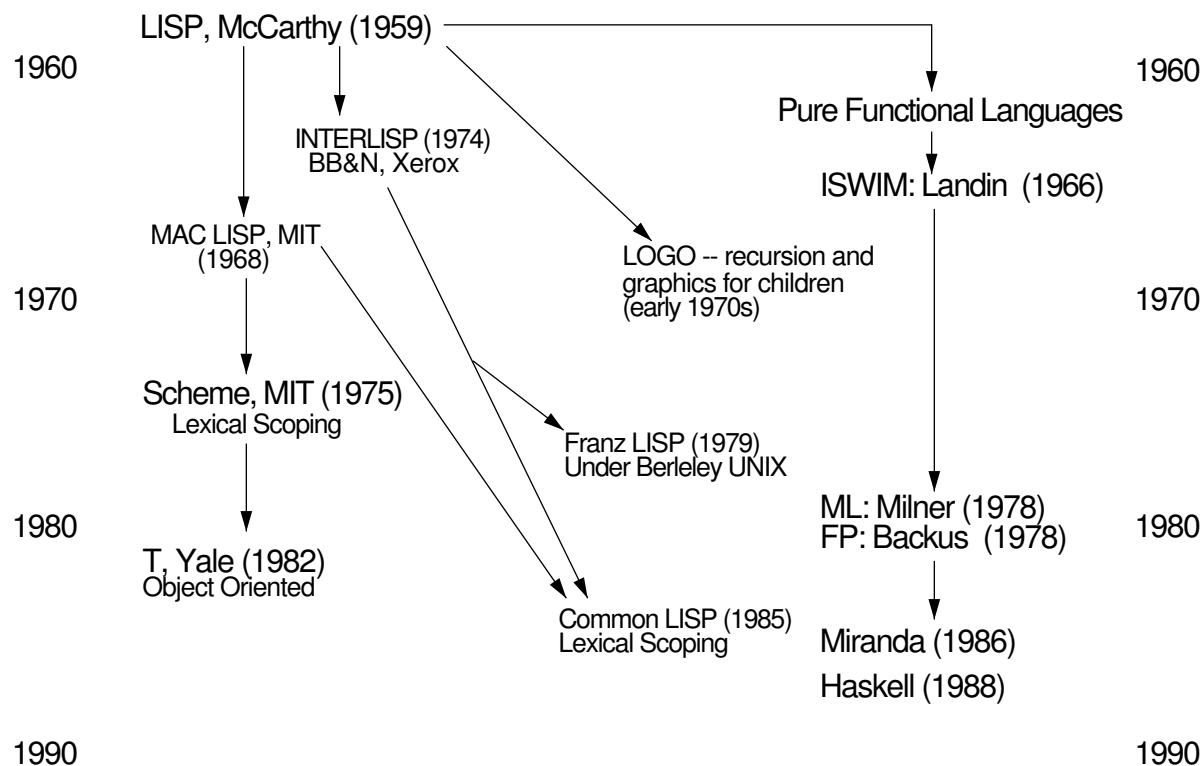 LISP, McCarthy (1959)
1960
1960
Pure Functional Languages
INTERLISP (1974)
BB&N, Xerox
ISWIM: Landin (1966)
MAC LISP, MIT
(1968)
LOGO -- recursion and
graphics for children
(early 1970s)
1970
1970
Scheme, MIT (1975)
Lexical Scoping
Franz LISP (1979)
Under Berleley UNIX
ML: Milner (1978)
FP: Backus (1978)
1980
1980
T, Yale (1982)
Object Oriented
Common LISP (1985)
Lexical Scoping
Miranda (1986)
Haskell (1988)
1990
1990